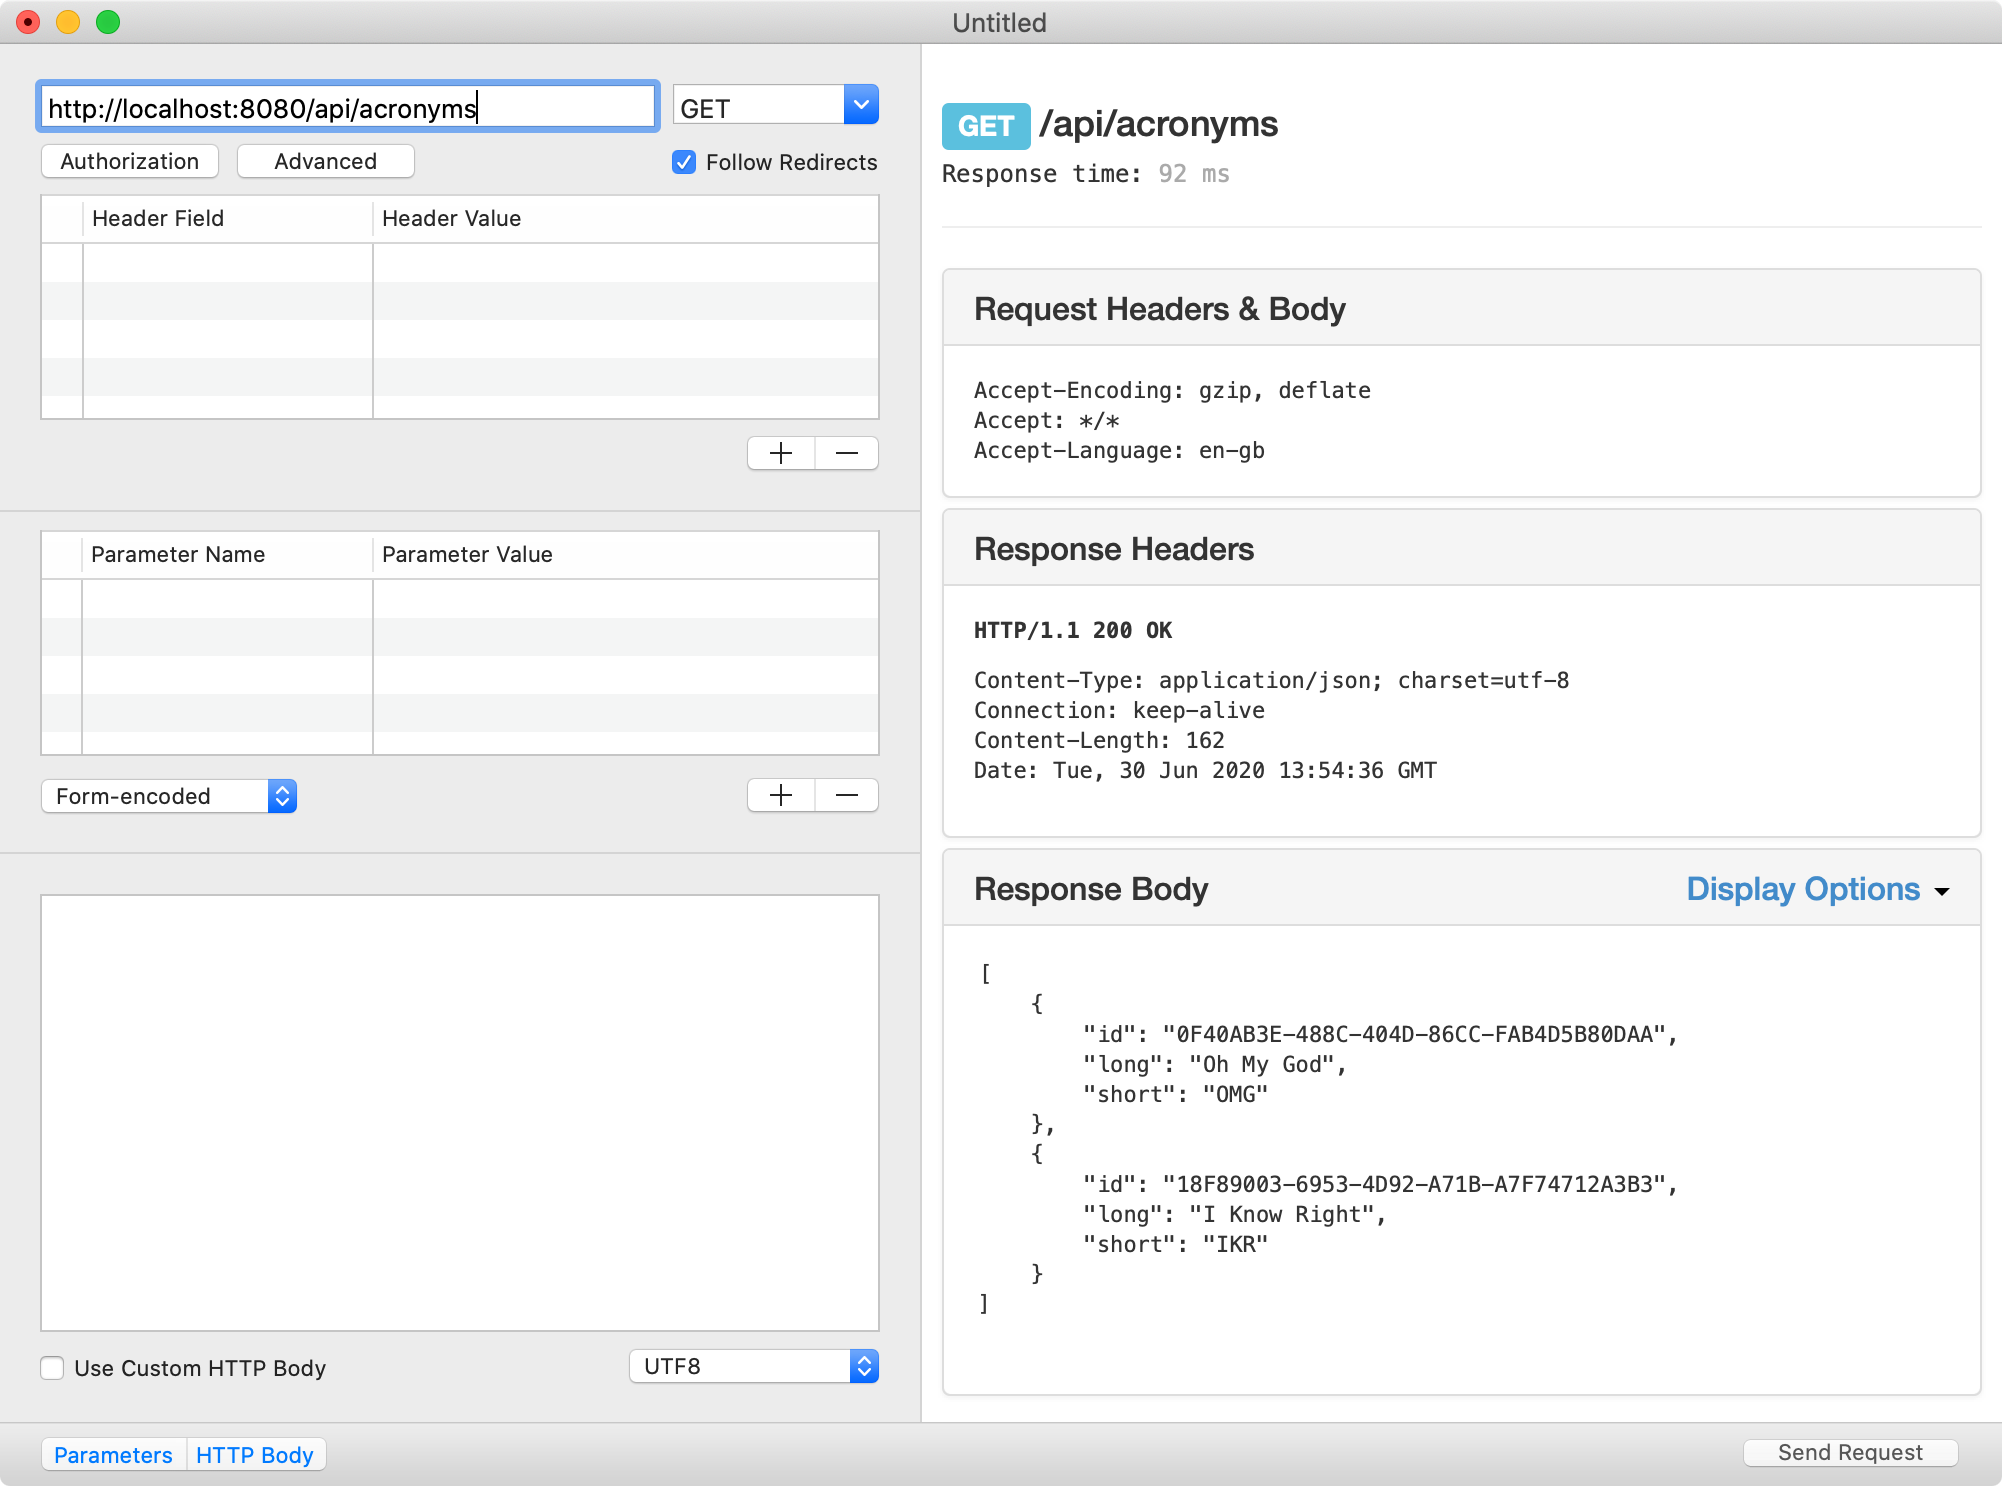 Untitled
http://localhost:8080/api/acronyms
GET
Authorization
Advanced
Follow Redirects
Header Field
Header Value
Parameter Name
Parameter Value
Form-encoded
Use Custom HTTP Body
UTF8
Parameters
HTTP Body
GET /api/acronyms
Response time: 92 ms
Request Headers & Body
Accept-Encoding: gzip, deflate
Accept: */*
Accept-Language: en-gb
Response Headers
HTTP/1.1 200 OK
Content-Type: application/json; charset=utf-8
Connection: keep-alive
Content-Length: 162
Date: Tue, 30 Jun 2020 13:54:36 GMT
Response Body
Display Options
[
{
"id": "0F40AB3E-488C-404D-86CC-FAB4D5B80DAA",
"long": "Oh My God",
"short": "OMG"
},
{
"id": "18F89003-6953-4D92-A71B-A7F74712A3B3",
"long": "I Know Right",
"short": "IKR"
}
]
Send Request